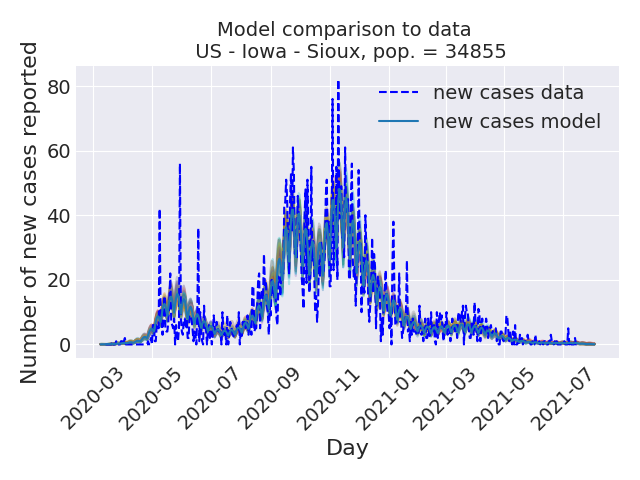 Model comparison to data
US - Iowa - Sioux, pop. = 34855
Number of new cases reported
80
60
40
20
0
new cases data
new cases model
2020-03
2020-05
2020-07
2020-09
2020-11
2021-01
2021-03
2021-05
2021-07
Day